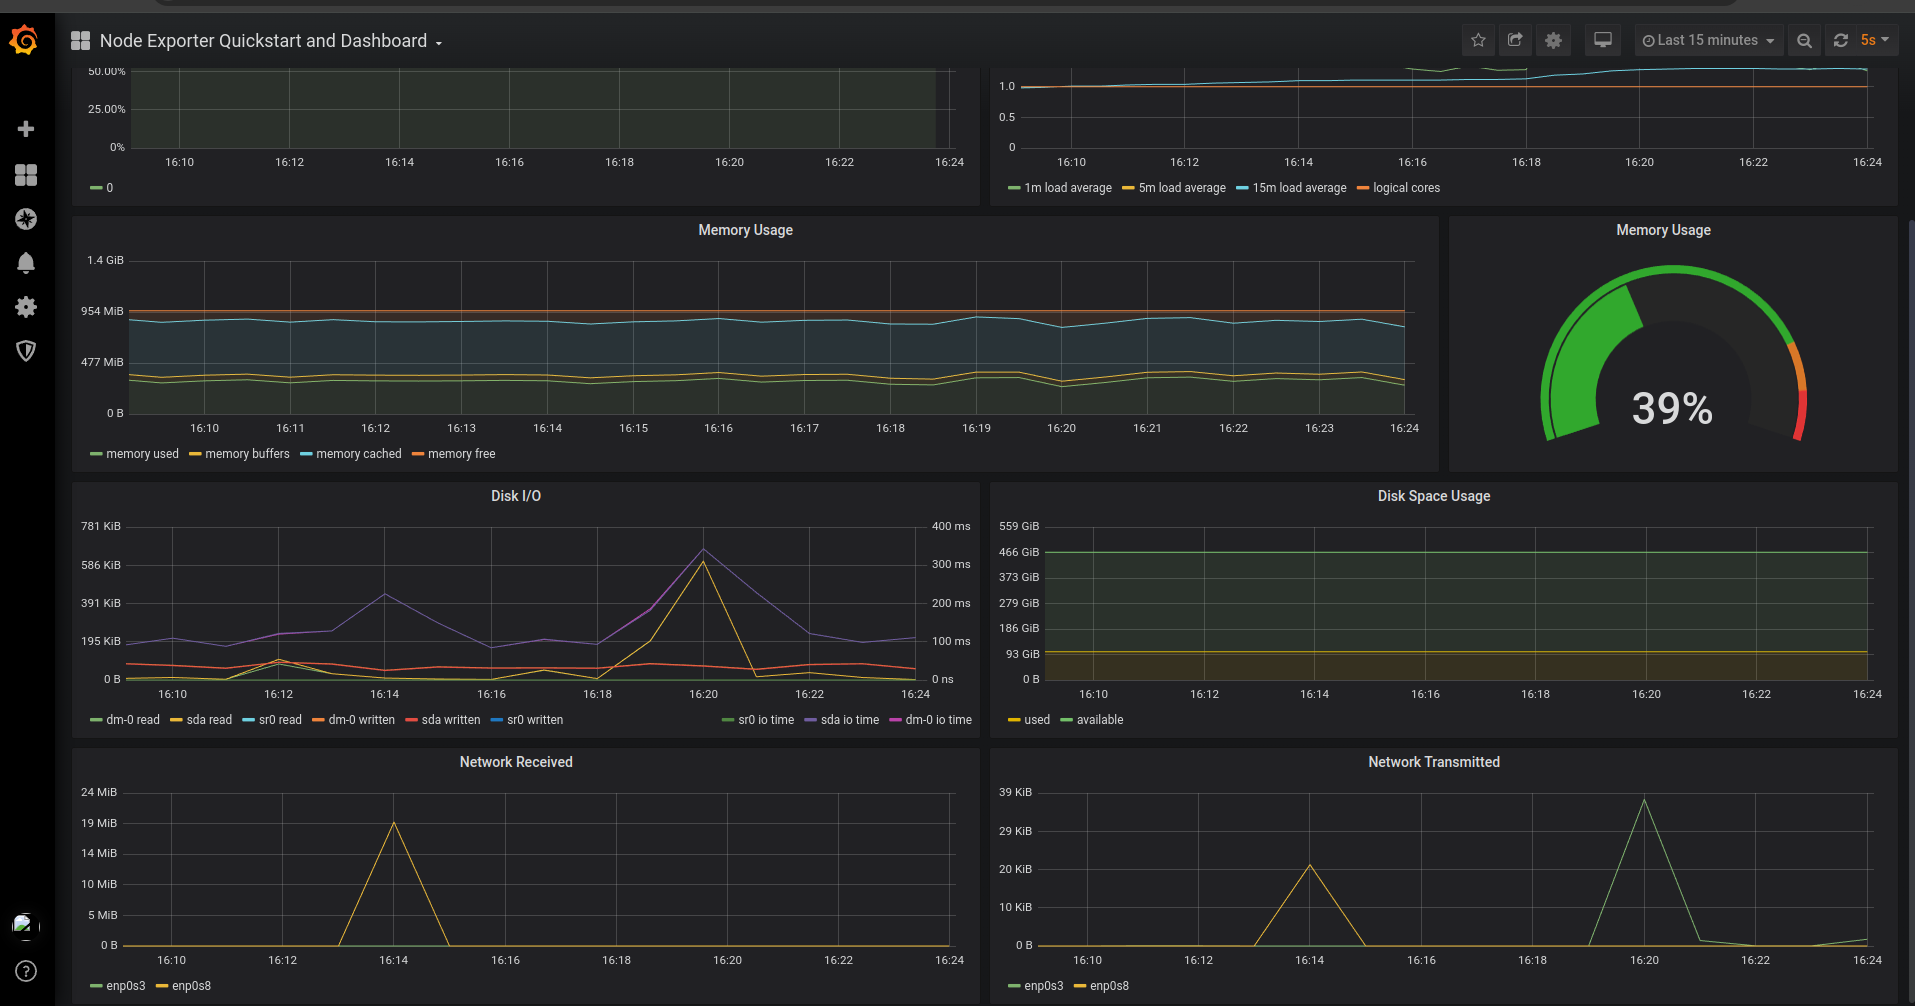 Node Exporter Quickstart and Dashboard
Last 15 minutes
5s
50.00%
25.00%
0%
16:10 16:12 16:14 16:16 16:18 16:20 16:22 16:24
0
1.0
0.5
0
16:10 16:12 16:14 16:16 16:18 16:20 16:22 16:24
1m load average 5m load average 15m load average logical cores
Memory Usage
1.4 GiB
954 MiB
477 MiB
0 B
16:10 16:11 16:12 16:13 16:14 16:15 16:16 16:17 16:18 16:19 16:20 16:21 16:22 16:23 16:24
memory used memory buffers memory cached memory free
Memory Usage
39%
Disk I/O
781 KiB
586 KiB
391 KiB
195 KiB
0 B
400 ms
300 ms
200 ms
100 ms
0 ns
16:10 16:12 16:14 16:16 16:18 16:20 16:22 16:24
dm-0 read sda read sr0 read dm-0 written sda written sr0 written sr0 io time sda io time dm-0 io time
Disk Space Usage
559 GiB
466 GiB
373 GiB
279 GiB
186 GiB
93 GiB
0 B
16:10 16:12 16:14 16:16 16:18 16:20 16:22 16:24
used available
Network Received
24 MiB
19 MiB
14 MiB
10 MiB
5 MiB
0 B
16:10 16:12 16:14 16:16 16:18 16:20 16:22 16:24
enp0s3 enp0s8
Network Transmitted
39 KiB
29 KiB
20 KiB
10 KiB
0 B
16:10 16:12 16:14 16:16 16:18 16:20 16:22 16:24
enp0s3 enp0s8